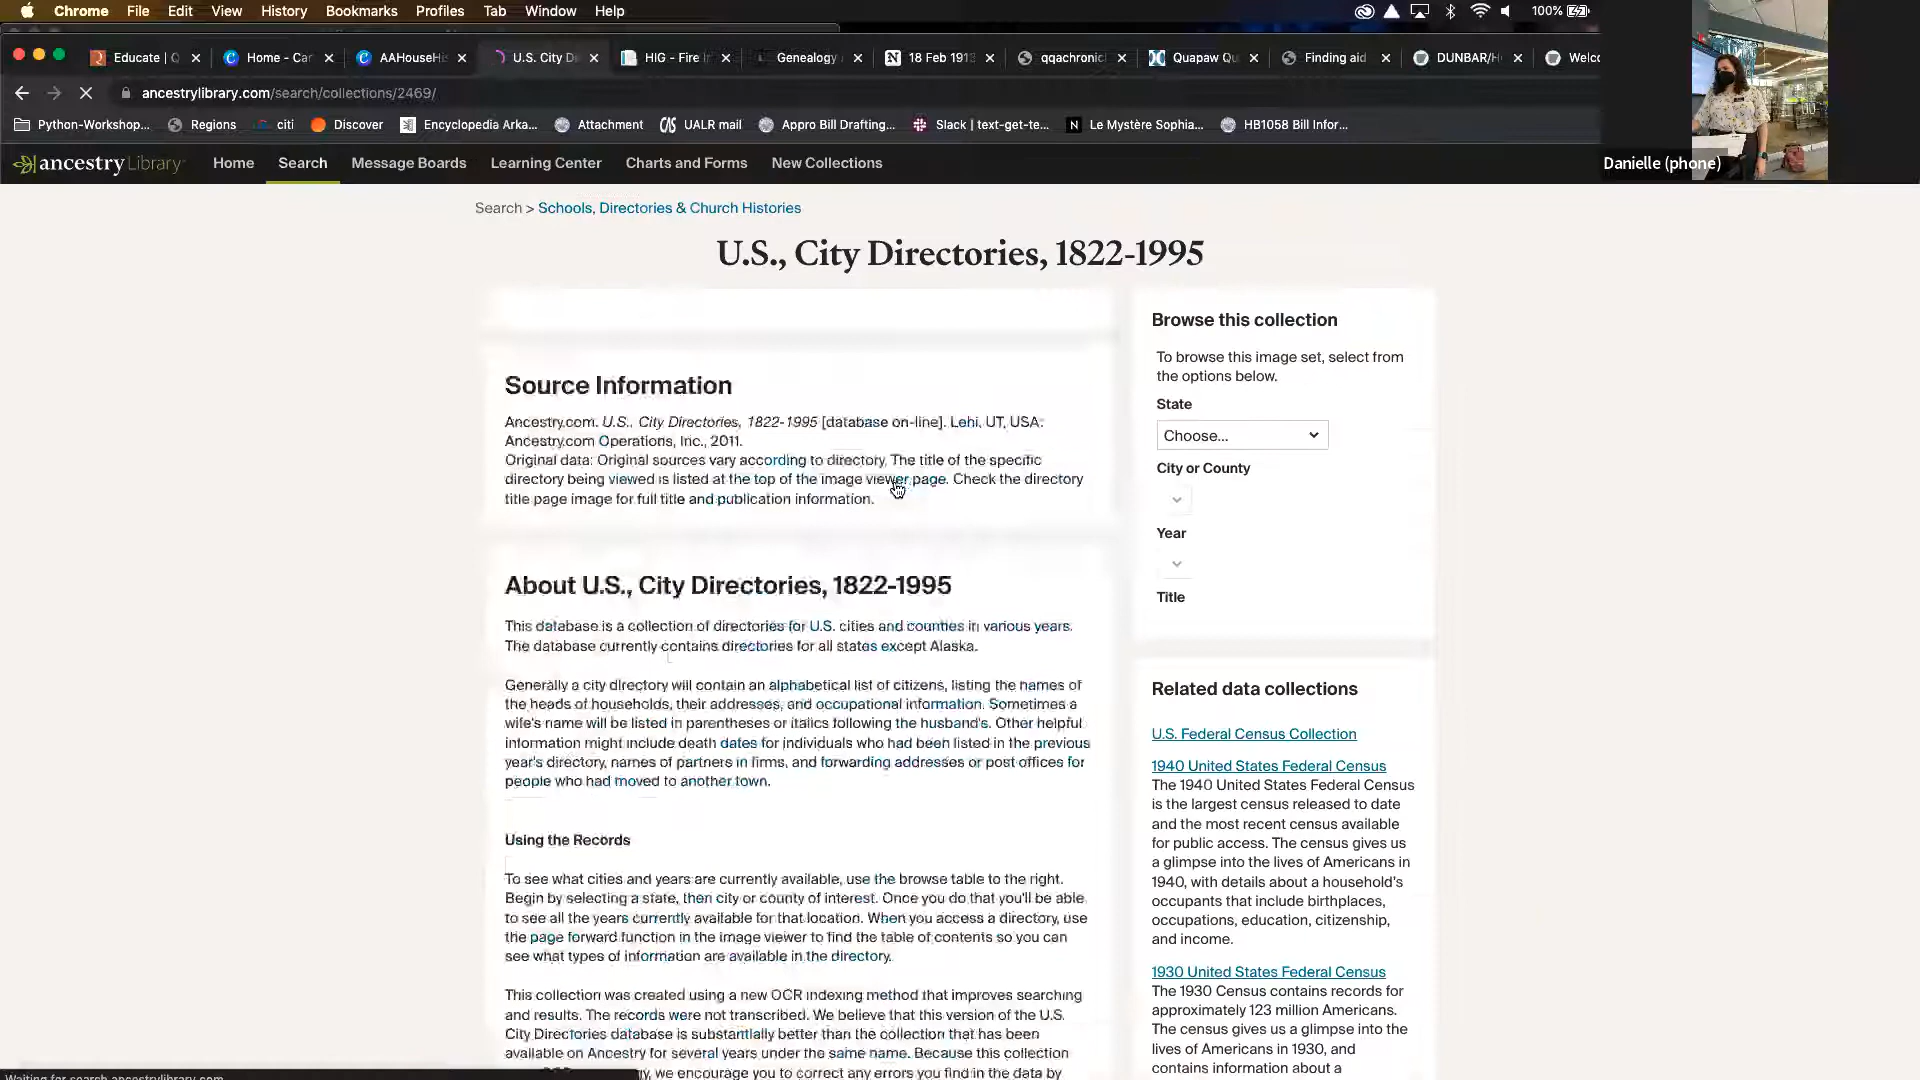 Chrome File Edit View History Bookmarks Profiles Tab Window Help 100%
Educate | Q Home - Car AAHouseHis U.S. City Di HIG - Fire I Genealogy 18 Feb 1913 qqachronic Quapaw Qu Finding aid DUNBAR/H Welco
ancestrylibrary.com/search/collections/2469/
Python-Workshop... Regions citi Discover Encyclopedia Arka... Attachment UALR mail Appro Bill Drafting... Slack | text-get-te... Le Mystère Sophia... HB1058 Bill Infor...
ancestryLibrary Home Search Message Boards Learning Center Charts and Forms New Collections
Danielle (phone)
Search > Schools, Directories & Church Histories
U.S., City Directories, 1822-1995
Source Information
Ancestry.com. U.S., City Directories, 1822-1995 [database on-line]. Lehi, UT, USA:
Ancestry.com Operations, Inc., 2011.
Original data: Original sources vary according to directory. The title of the specific
directory being viewed is listed at the top of the image viewer page. Check the directory
title page image for full title and publication information.
About U.S., City Directories, 1822-1995
This database is a collection of directories for U.S. cities and counties in various years.
The database currently contains directories for all states except Alaska.
Generally a city directory will contain an alphabetical list of citizens, listing the names of
the heads of households, their addresses, and occupational information. Sometimes a
wife's name will be listed in parentheses or italics following the husband's. Other helpful
information might include death dates for individuals who had been listed in the previous
year's directory, names of partners in firms, and forwarding addresses or post offices for
people who had moved to another town.
Using the Records
To see what cities and years are currently available, use the browse table to the right.
Begin by selecting a state, then city or county of interest. Once you do that you'll be able
to see all the years currently available for that location. When you access a directory, use
the page forward function in the image viewer to find the table of contents so you can
see what types of information are available in the directory.
This collection was created using a new OCR indexing method that improves searching
and results. The records were not transcribed. We believe that this version of the U.S.
City Directories database is substantially better than the collection that has been
available on Ancestry for several years under the same name. Because this collection
we encourage you to correct any errors you find in the data by
Waiting for search.ancestrylibrary.com
Browse this collection
To browse this image set, select from
the options below.
State
Choose...
City or County
Year
Title
Related data collections
U.S. Federal Census Collection
1940 United States Federal Census
The 1940 United States Federal Census
is the largest census released to date
and the most recent census available
for public access. The census gives us
a glimpse into the lives of Americans in
1940, with details about a household's
occupants that include birthplaces,
occupations, education, citizenship,
and income.
1930 United States Federal Census
The 1930 Census contains records for
approximately 123 million Americans.
The census gives us a glimpse into the
lives of Americans in 1930, and
contains information about a